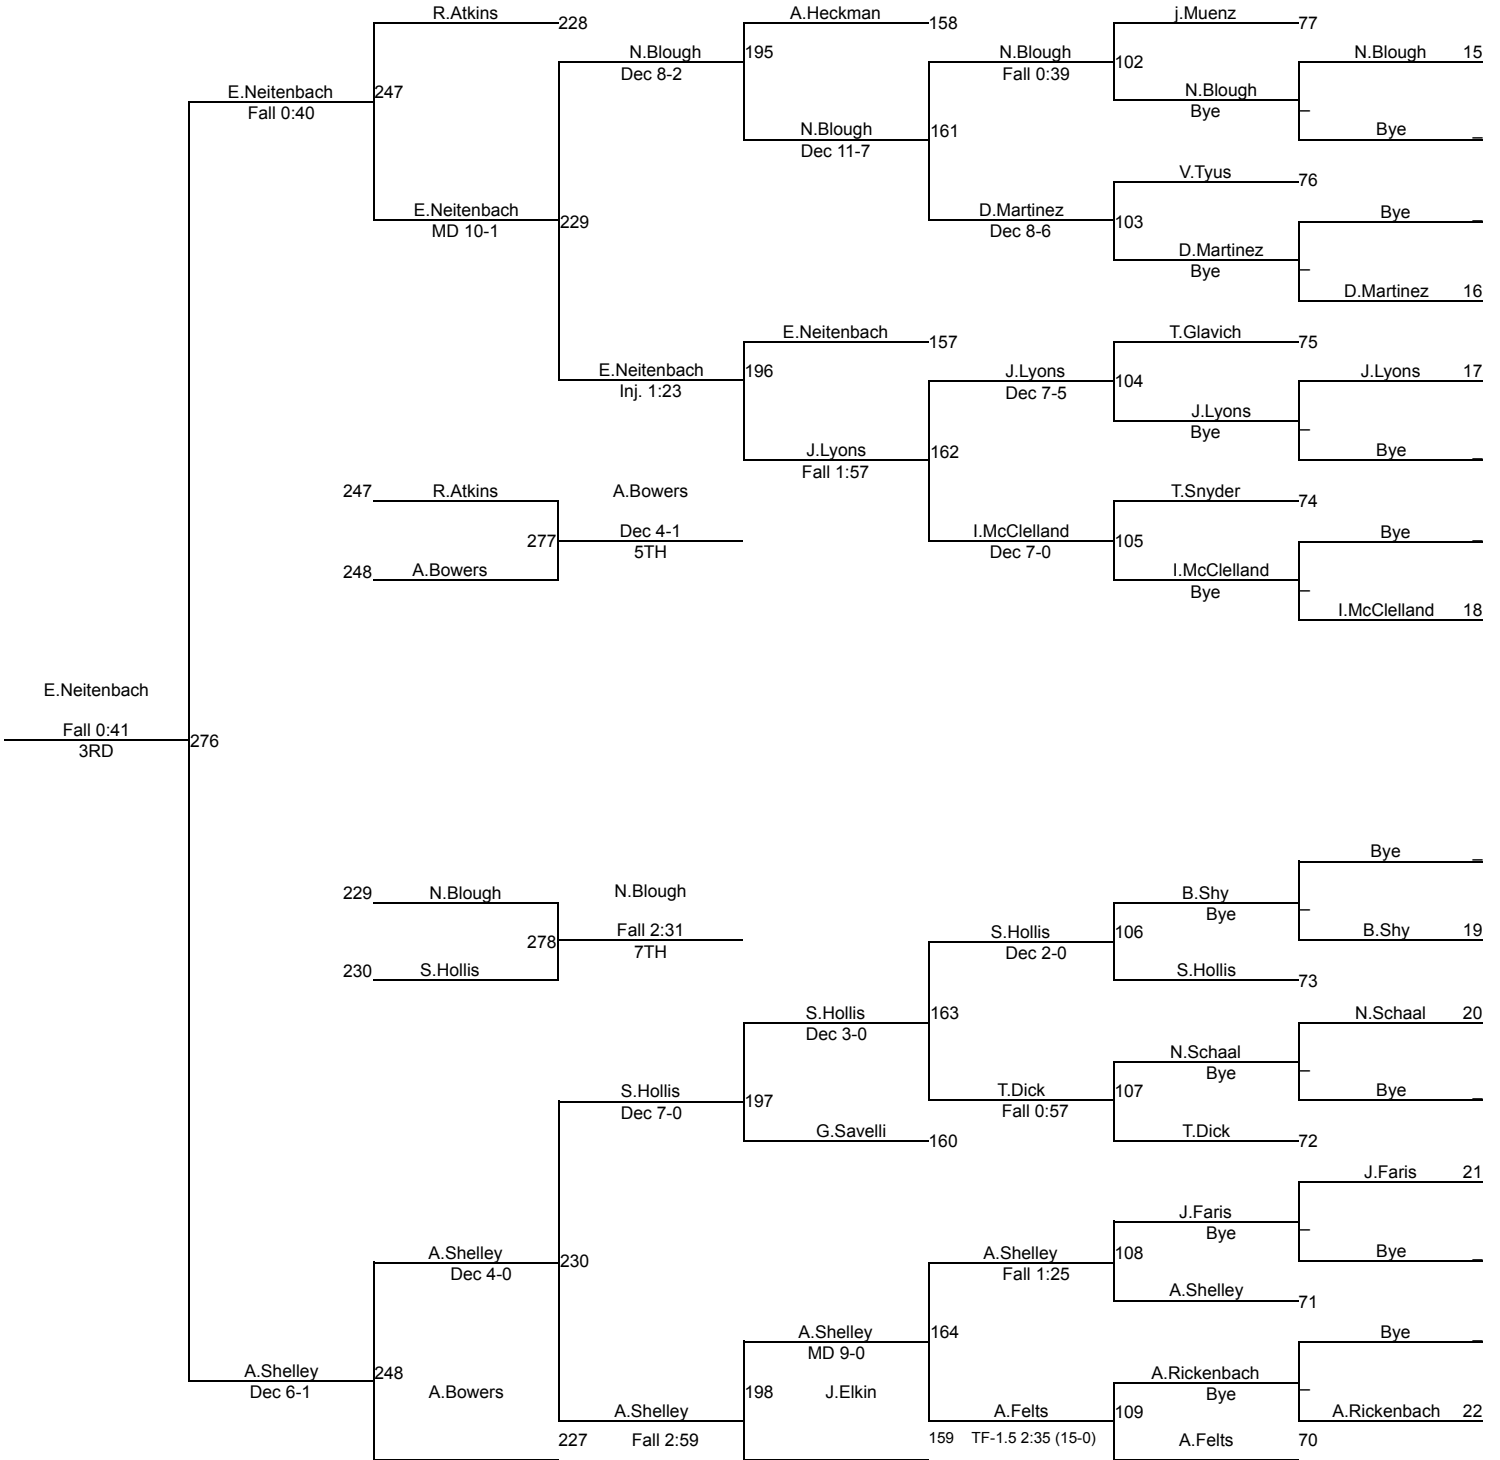 R.Atkins 228 A.Heckman 158 j.Muenz 77
N.Blough 195 N.Blough 102 N.Blough 15
Dec 8-2 Fall 0:39
E.Neitenbach 247 N.Blough
Fall 0:40 Bye _
N.Blough 161 Bye _
Dec 11-7
V.Tyus 76
E.Neitenbach 229 D.Martinez 103 Bye _
MD 10-1 Dec 8-6
D.Martinez
Bye _
D.Martinez 16
E.Neitenbach 157 T.Glavich 75
E.Neitenbach 196 J.Lyons 104 J.Lyons 17
Inj. 1:23 Dec 7-5
J.Lyons
Bye _
J.Lyons 162 Bye _
Fall 1:57
247 R.Atkins A.Bowers T.Snyder 74
277 Dec 4-1 I.McClelland 105 Bye _
5TH Dec 7-0
248 A.Bowers I.McClelland
Bye _
I.McClelland 18
E.Neitenbach
Fall 0:41 276
3RD
Bye _
229 N.Blough N.Blough B.Shy
Bye _
278 Fall 2:31 S.Hollis 106 B.Shy 19
7TH Dec 2-0
230 S.Hollis S.Hollis 73
S.Hollis 163 N.Schaal 20
Dec 3-0
N.Schaal
Bye _
S.Hollis 197 T.Dick 107 Bye _
Dec 7-0 Fall 0:57
G.Savelli 160 T.Dick 72
J.Faris 21
J.Faris
Bye _
A.Shelley 230 A.Shelley 108 Bye _
Dec 4-0 Fall 1:25
A.Shelley 71
A.Shelley 164 Bye _
MD 9-0
A.Shelley 248 A.Rickenbach
Dec 6-1 A.Bowers 198 J.Elkin Bye _
A.Shelley A.Felts 109 A.Rickenbach 22
227 Fall 2:59 159 TF-1.5 2:35 (15-0) A.Felts 70